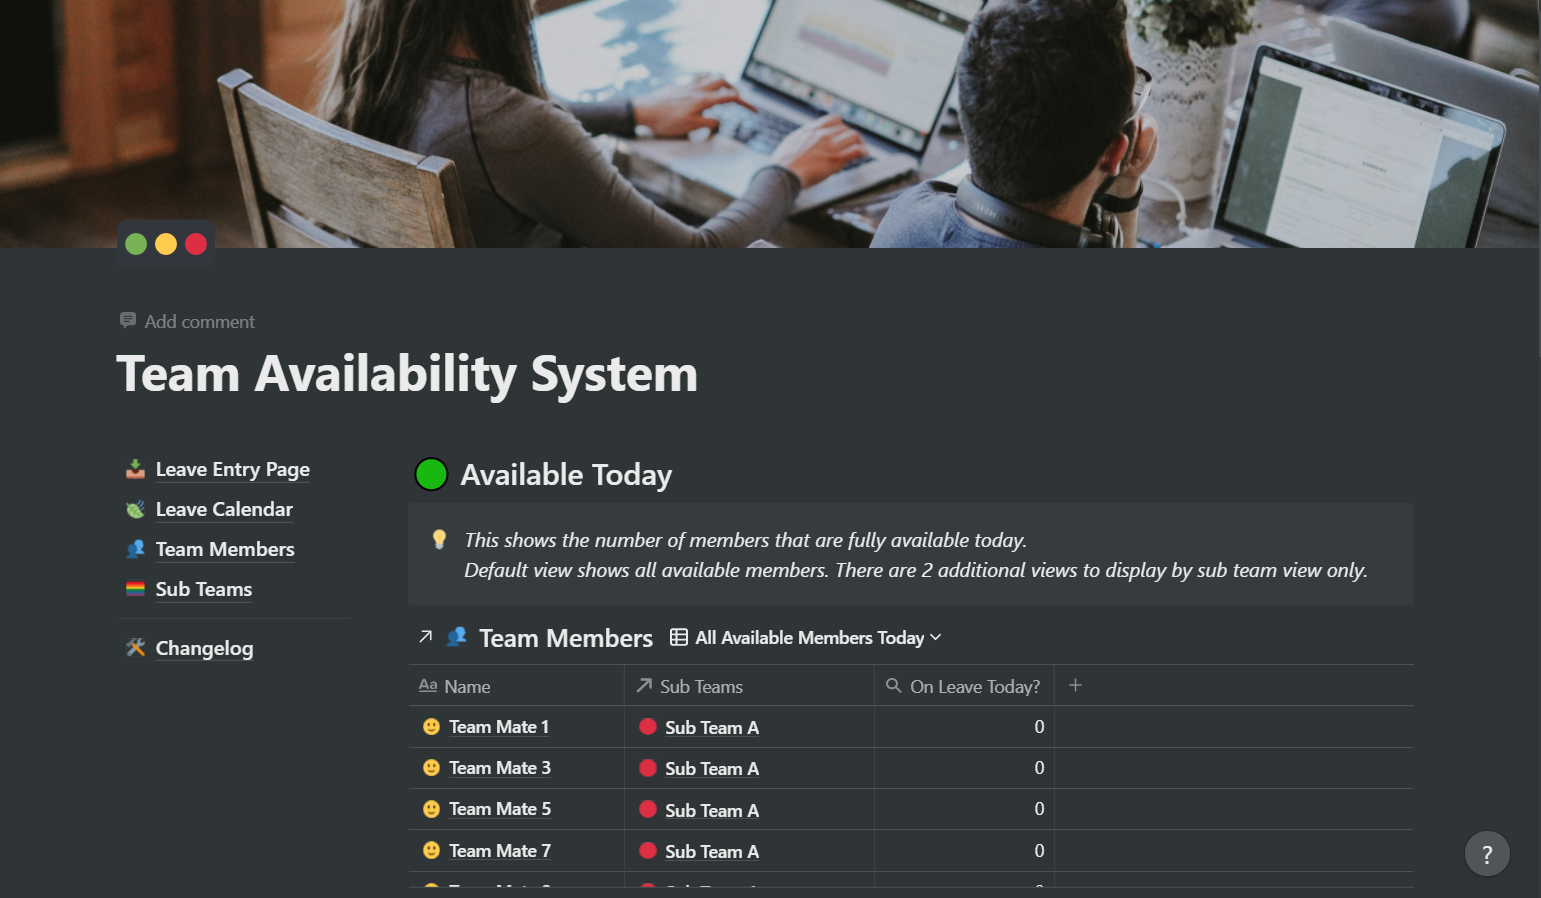 Add comment
Team Availability System
Leave Entry Page
Leave Calendar
Team Members
Sub Teams
Changelog
Available Today
This shows the number of members that are fully available today.
Default view shows all available members. There are 2 additional views to display by sub team view only.
Team Members All Available Members Today
Aa Name Sub Teams On Leave Today? +
Team Mate 1 Sub Team A 0
Team Mate 3 Sub Team A 0
Team Mate 5 Sub Team A 0
Team Mate 7 Sub Team A 0
?